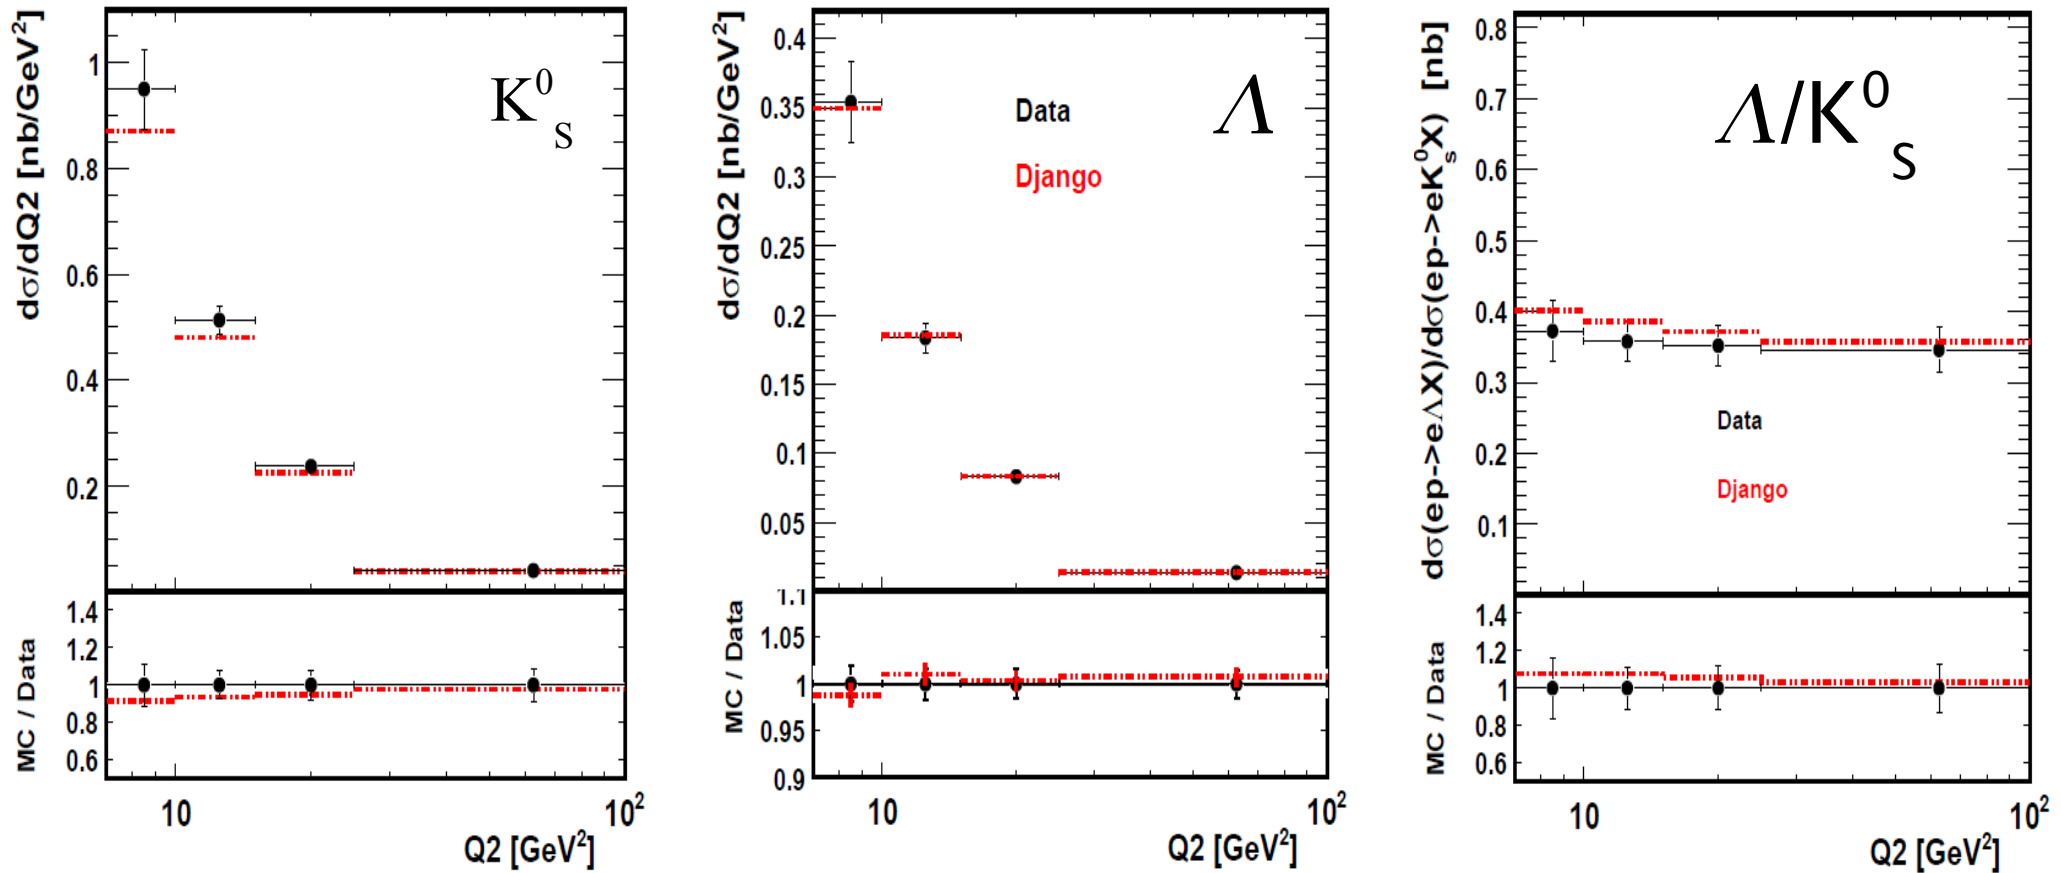 dσ/dQ2 [nb/GeV²]
1
0.8
0.6
0.4
0.2
K⁰S
MC / Data
1.4
1.2
1
0.8
0.6
10
10²
Q2 [GeV²]
dσ/dQ2 [nb/GeV²]
0.4
0.35
0.3
0.25
0.2
0.15
0.1
0.05
Data
Django
Λ
MC / Data
1.1
1.05
1
0.95
0.9
10
10²
Q2 [GeV²]
dσ(ep->eΛX)/dσ(ep->eK⁰sX) [nb]
0.8
0.7
0.6
0.5
0.4
0.3
0.2
0.1
Λ/K⁰S
Data
Django
MC / Data
1.4
1.2
1
0.8
0.6
10
10²
Q2 [GeV²]